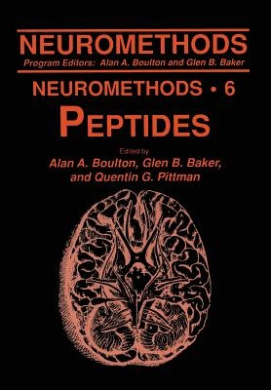 NEUROMETHODS
Program Editors: Alan A. Boulton and Glen B. Baker
NEUROMETHODS • 6
PEPTIDES
Edited by
Alan A. Boulton, Glen B. Baker,
and Quentin G. Pittman